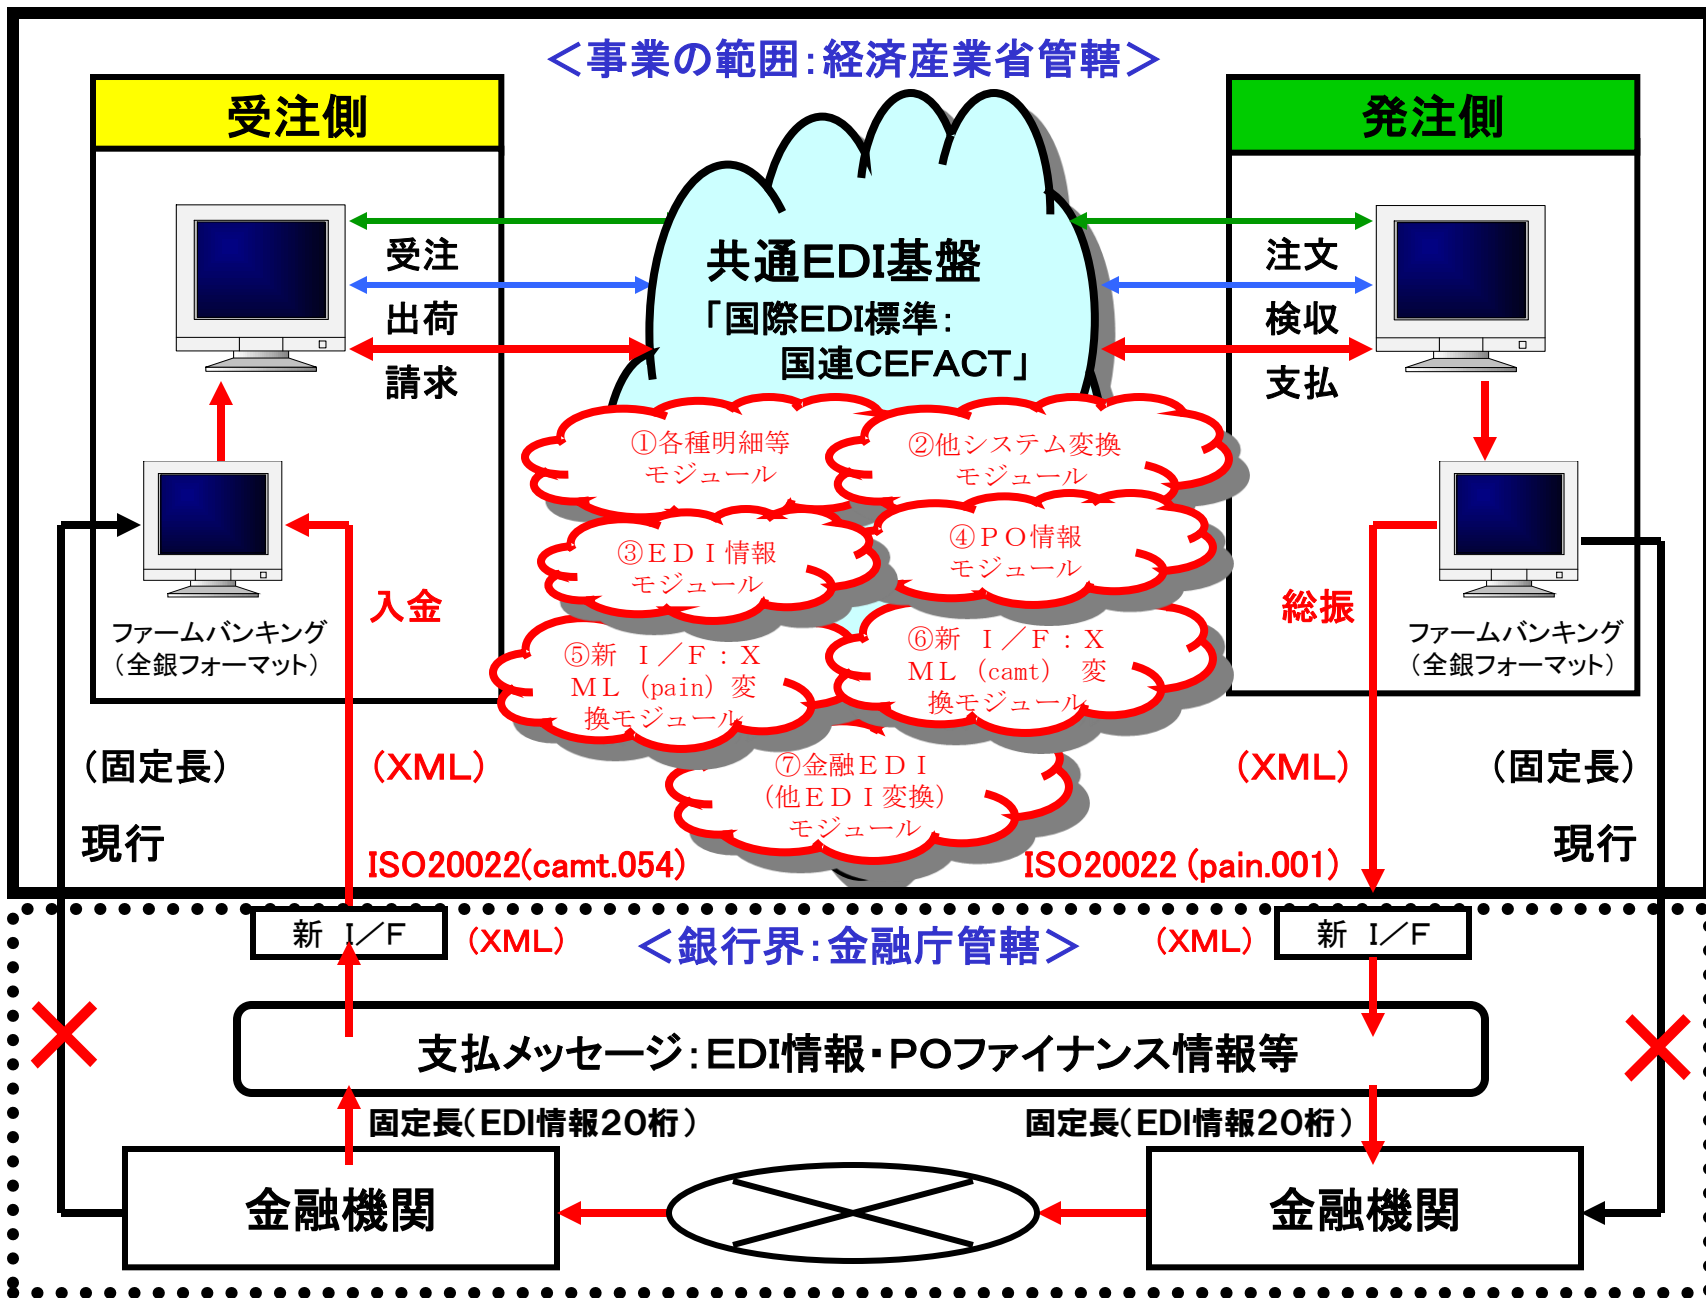 ＜事業の範囲：経済産業省管轄＞
受注側
発注側
共通EDI基盤
「国際EDI標準：
国連CEFACT」
受注
出荷
請求
注文
検収
支払
①各種明細等
モジュール
②他システム変換
モジュール
③ＥＤＩ情報
モジュール
④ＰＯ情報
モジュール
⑤新　Ｉ／Ｆ：Ｘ
ＭＬ（pain）変
換モジュール
⑥新　Ｉ／Ｆ：Ｘ
ＭＬ（camt）　変
換モジュール
⑦金融ＥＤＩ
（他ＥＤＩ変換）
モジュール
入金
総振
ファームバンキング
（全銀フォーマット）
ファームバンキング
（全銀フォーマット）
（固定長）
（XML）
（XML）
（固定長）
現行
現行
ISO20022(camt.054)
ISO20022 (pain.001)
新　I／F
（XML）
＜銀行界：金融庁管轄＞
（XML）
新　I／F
支払メッセージ：EDI情報・POファイナンス情報等
固定長（EDI情報20桁）
固定長（EDI情報20桁）
金融機関
金融機関